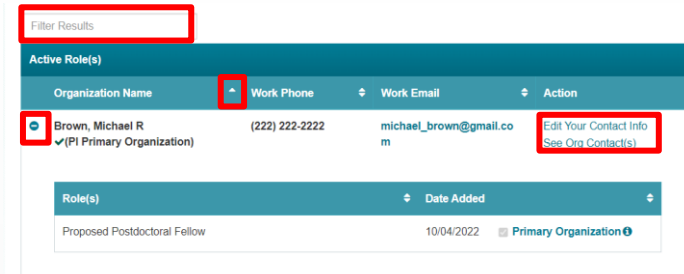 Filter Results
Active Role(s)
Organization Name Work Phone Work Email Action
Brown, Michael R (222) 222-2222 michael_brown@gmail.co Edit Your Contact Info
✔(PI Primary Organization) m See Org Contact(s)
Role(s) Date Added
Proposed Postdoctoral Fellow 10/04/2022 Primary Organization